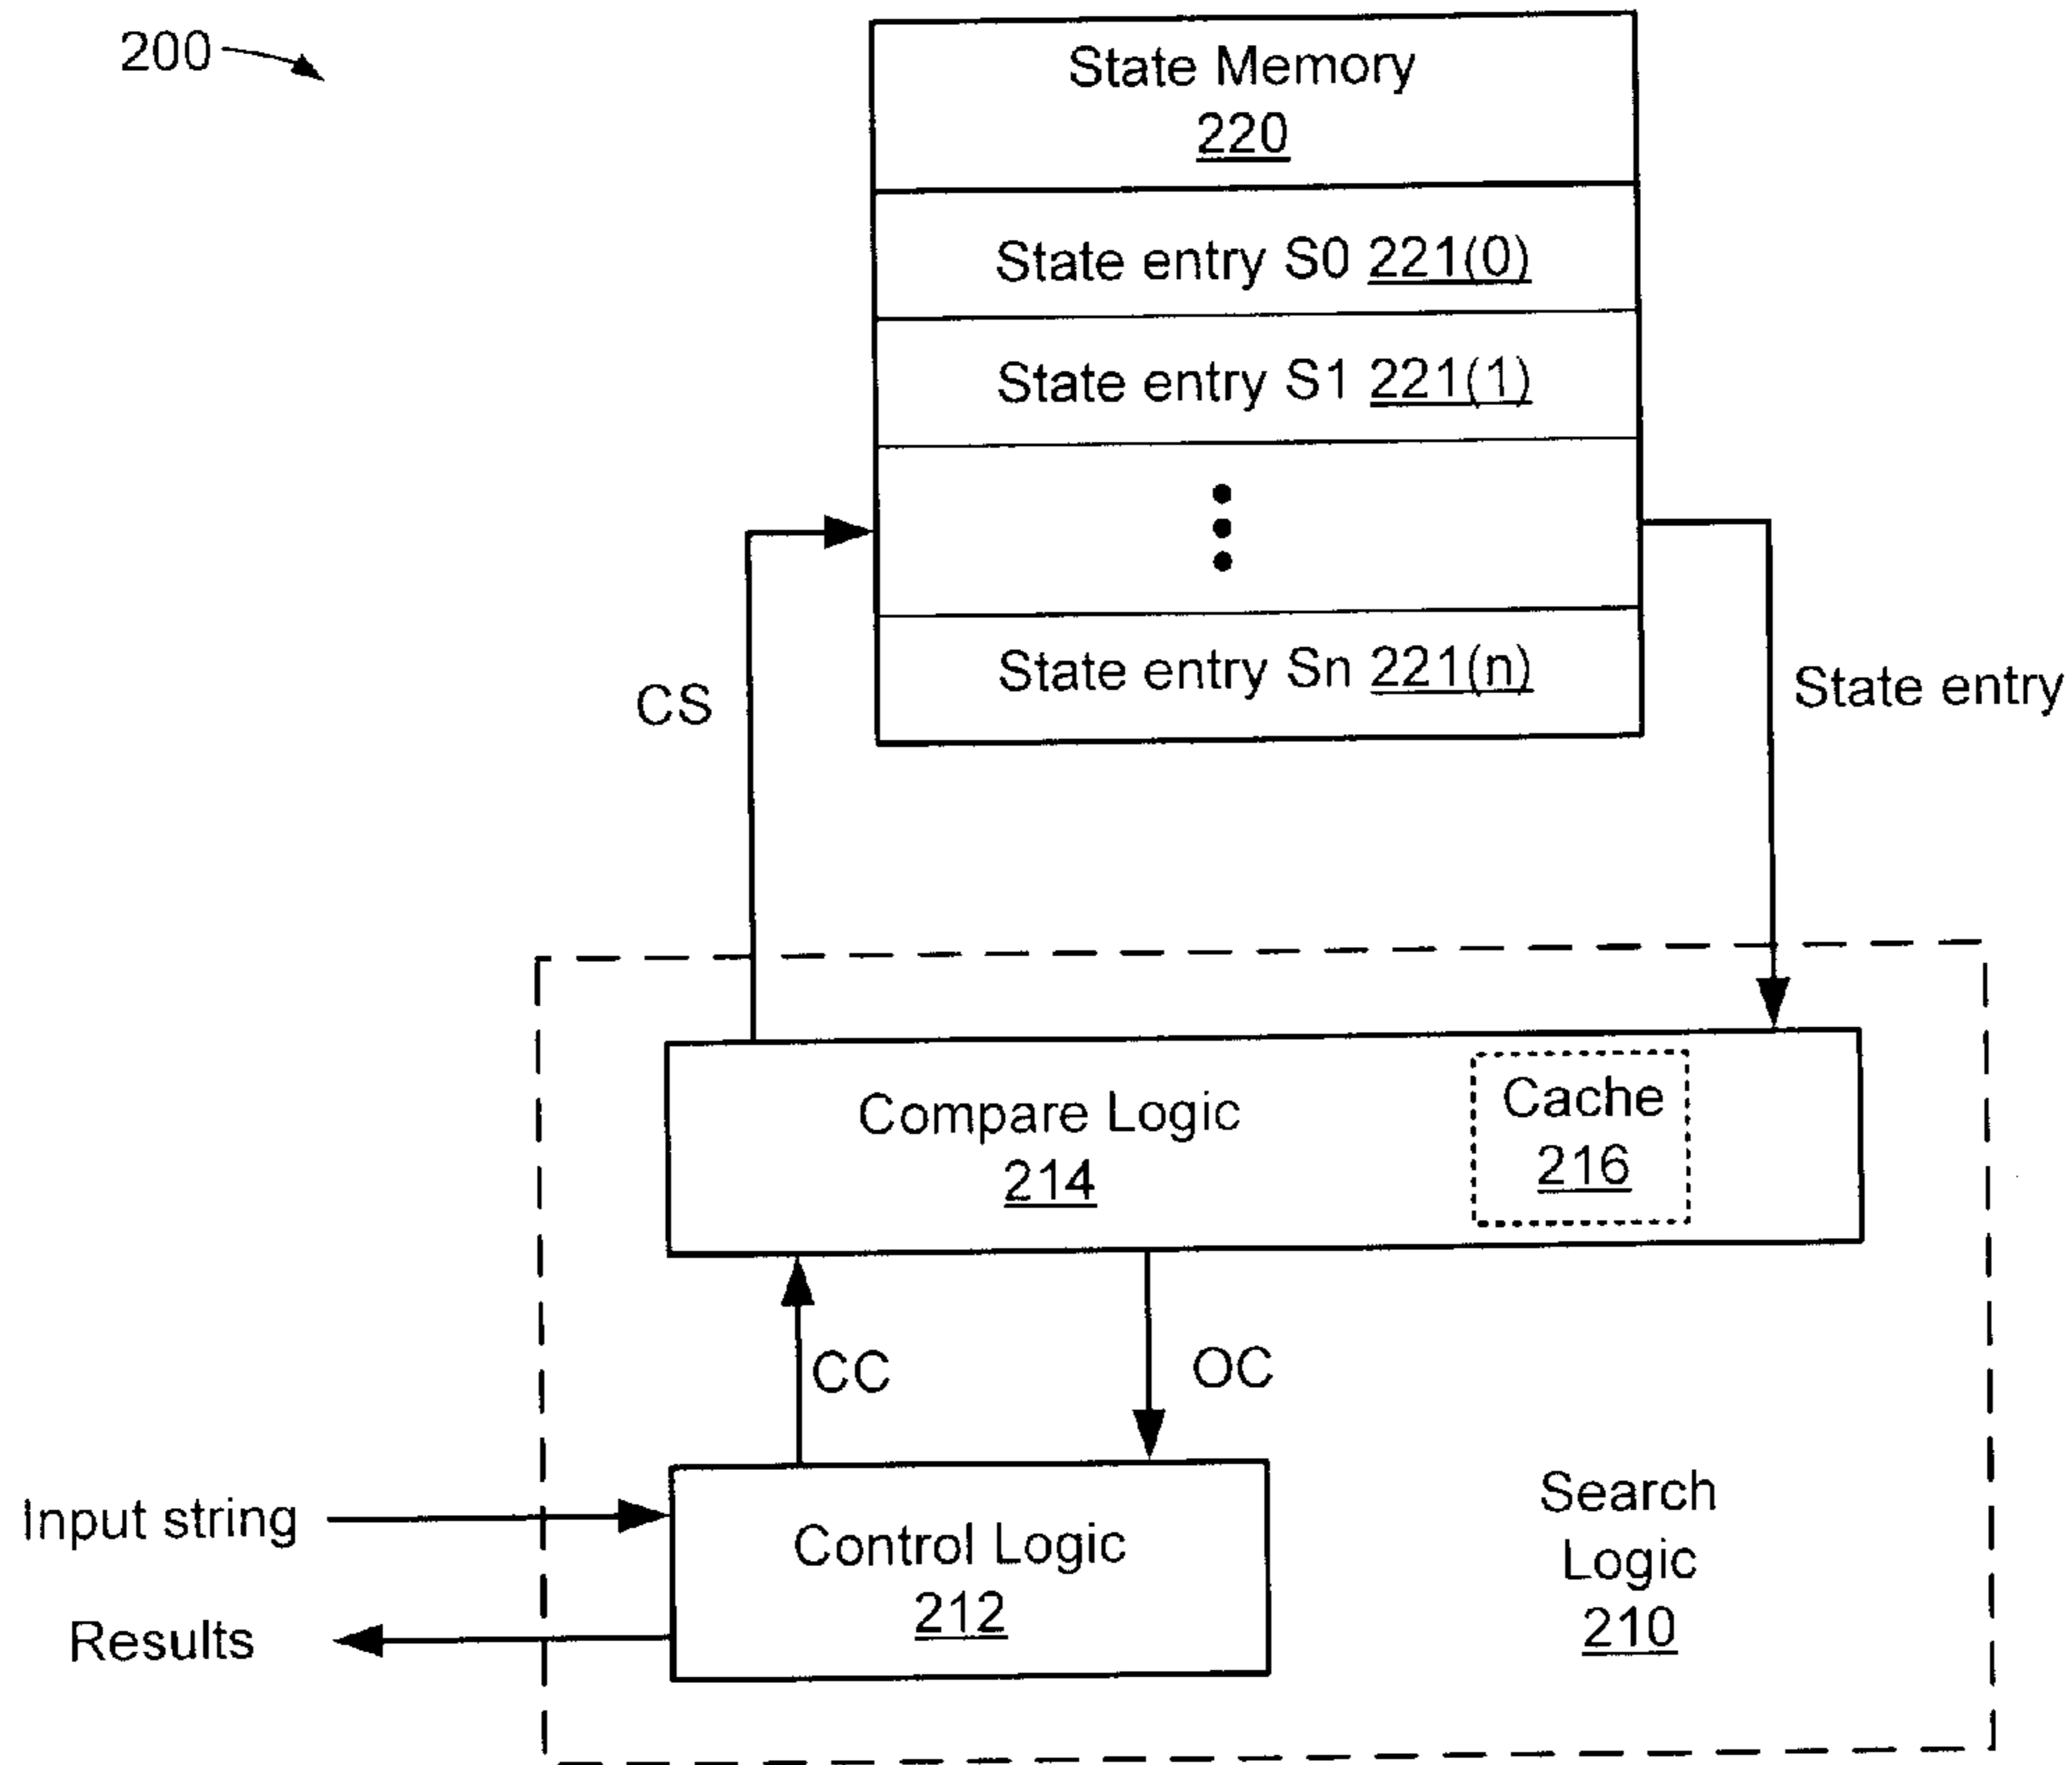 200
State Memory
220
State entry S0 221(0)
State entry S1 221(1)
State entry Sn 221(n)
CS
State entry
Compare Logic
214
Cache
216
CC
OC
Input string
Results
Control Logic
212
Search
Logic
210